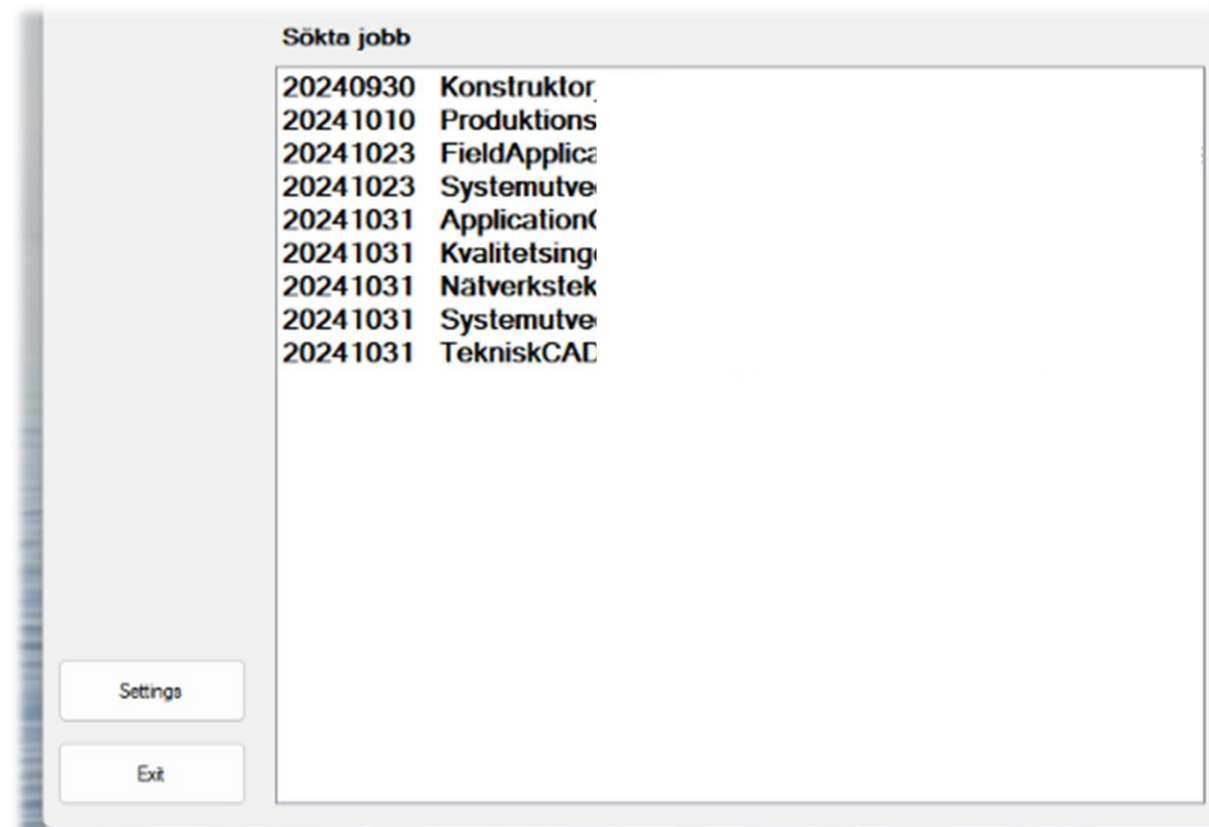 Sökta jobb
20240930 Konstruktor
20241010 Produktions
20241023 FieldApplica
20241023 Systemutve
20241031 Application
20241031 Kvalitetsing
20241031 Nätverkstek
20241031 Systemutve
20241031 TekniskCAD
Settings
Exit